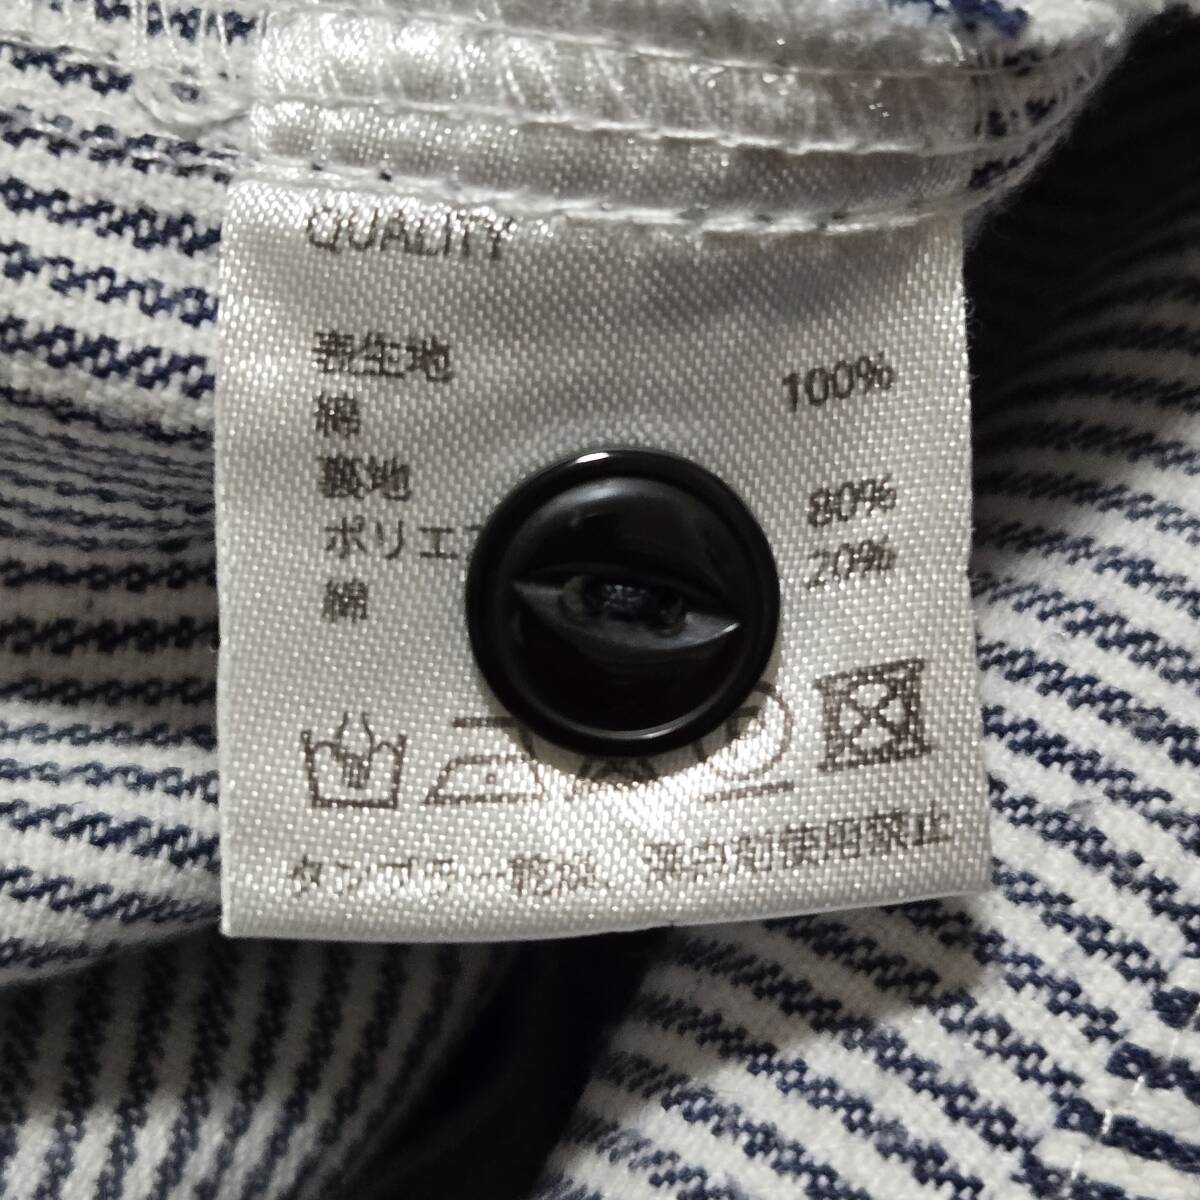 QUALITY
表生地
綿 100%
裏地
ポリエ 80%
綿 20%
タンブラー乾燥、漂白剤使用禁止